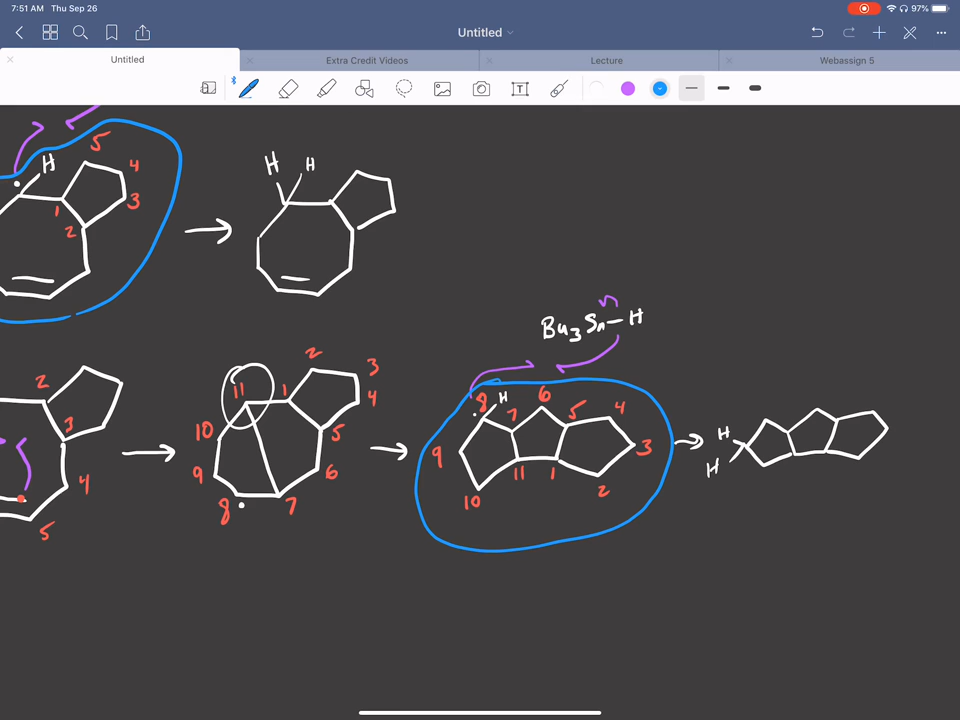 7:51 AM Thu Sep 26
97%
Untitled
Untitled
Extra Credit Videos
Lecture
Webassign 5
T
5
H
4
3
1
2
H H
Bu3Sn—H
2
3
4
5
11
1
2
3
4
5
10
9
6
8
7
8
H
7
6
5
4
9
3
11
1
10
2
H
H